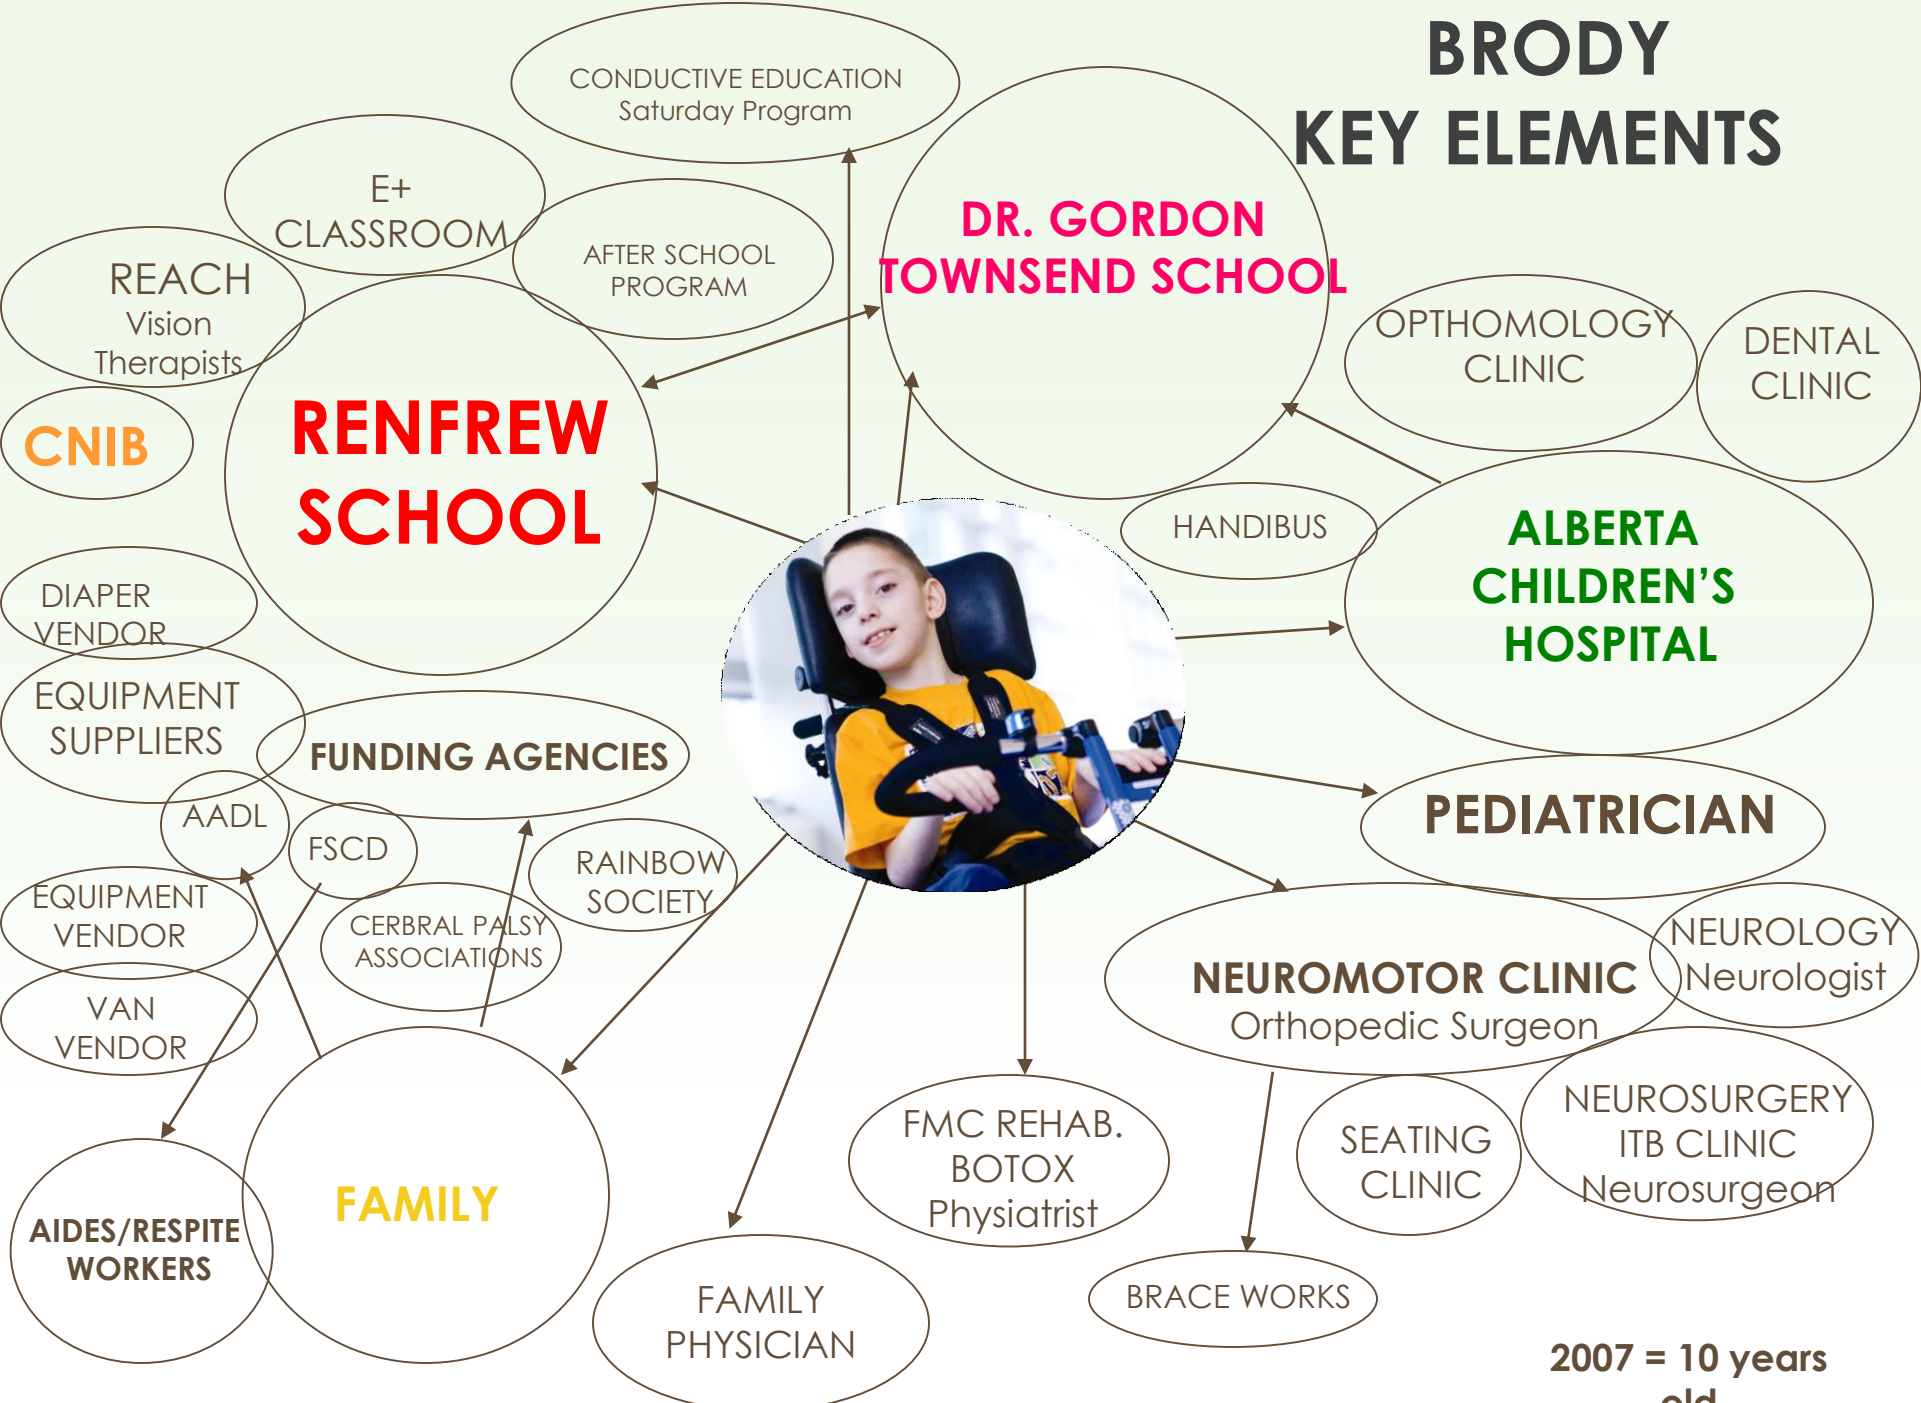 BRODY
KEY ELEMENTS
CONDUCTIVE EDUCATION
Saturday Program
E+
CLASSROOM
AFTER SCHOOL
PROGRAM
DR. GORDON
TOWNSEND SCHOOL
REACH
Vision
Therapists
OPTHOMOLOGY
CLINIC
DENTAL
CLINIC
CNIB
RENFREW
SCHOOL
HANDIBUS
ALBERTA
CHILDREN’S
HOSPITAL
DIAPER
VENDOR
EQUIPMENT
SUPPLIERS
FUNDING AGENCIES
PEDIATRICIAN
AADL
FSCD
RAINBOW
SOCIETY
EQUIPMENT
VENDOR
CERBRAL PALSY
ASSOCIATIONS
NEUROMOTOR CLINIC
Orthopedic Surgeon
NEUROLOGY
Neurologist
VAN
VENDOR
FMC REHAB.
BOTOX
Physiatrist
SEATING
CLINIC
NEUROSURGERY
ITB CLINIC
Neurosurgeon
FAMILY
AIDES/RESPITE
WORKERS
FAMILY
PHYSICIAN
BRACE WORKS
2007 = 10 years
old